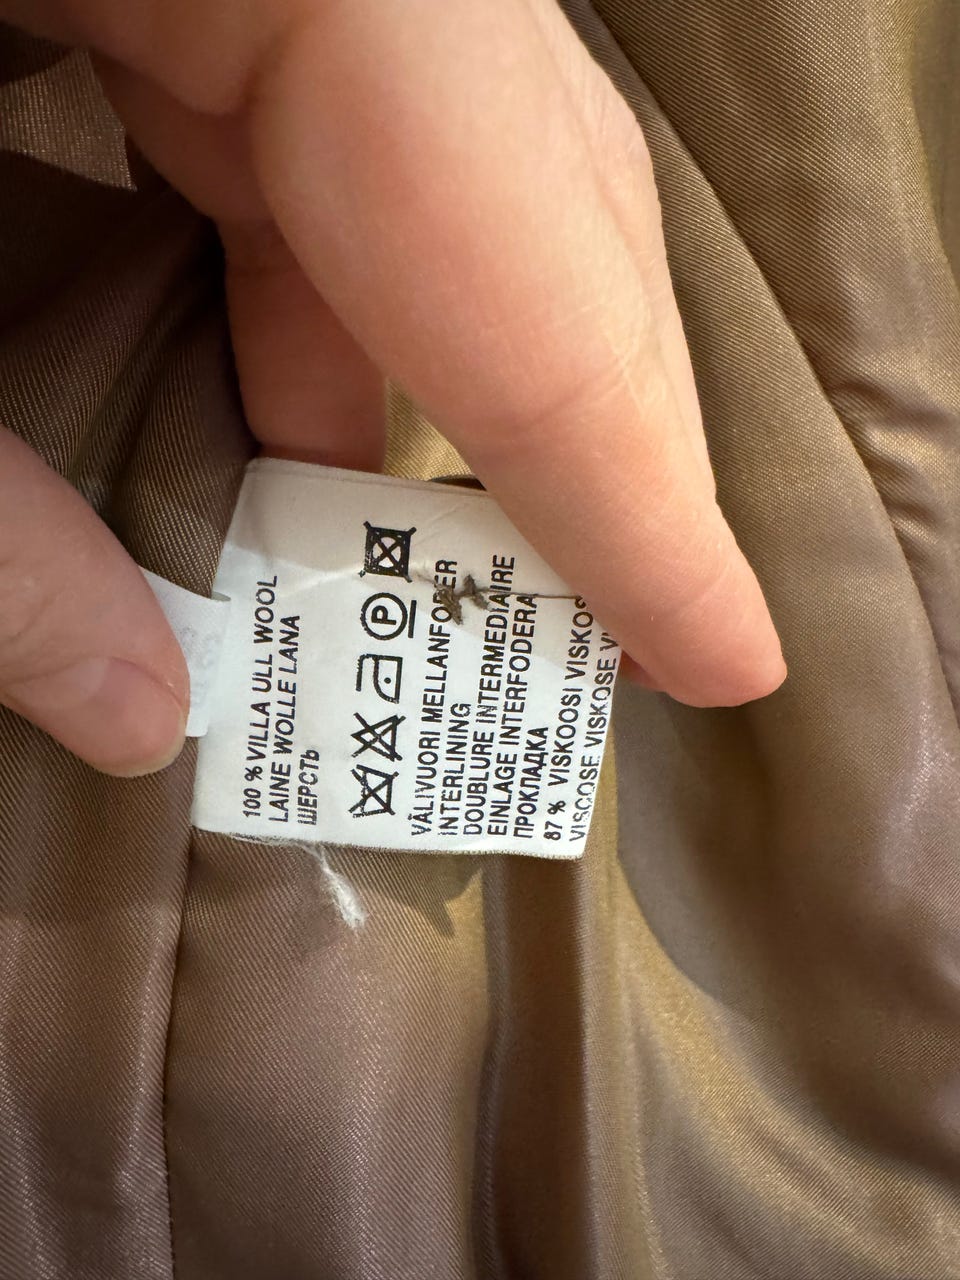 100 % VILLA ULL WOOL
LAINE WOLLE LANA
ШЕРСТЬ
P
VÄLIVUORI MELLANFODER
INTERLINING
DOUBLURE INTERMEDIAIRE
EINLAGE INTERFODERA
ПРОКЛАДКА
87 % VISKOOSI VISKOS
VISCOSE VISKOSE